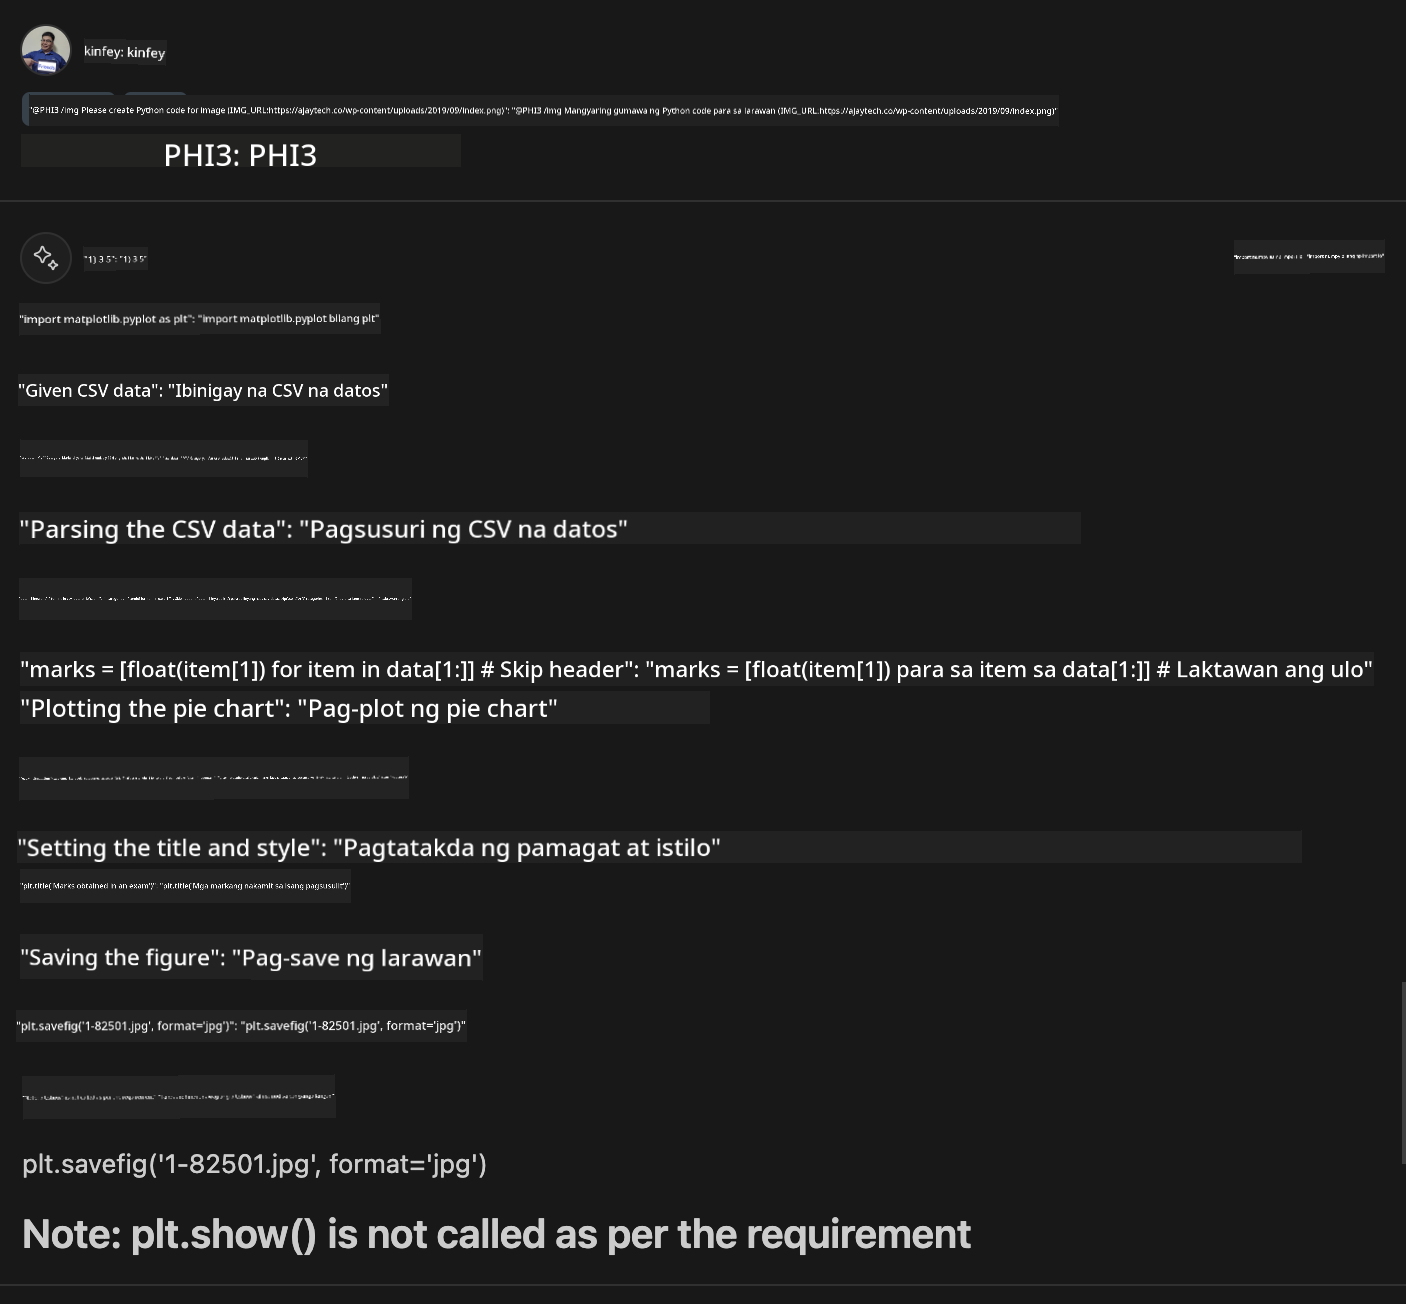 kinfey: kinfey
"@PHI3 /img Please create Python code for image (IMG_URL:https://ajaytech.co/wp-content/uploads/2019/09/index.png)": "@PHI3 /img Mangyaring gumawa ng Python code para sa larawan (IMG_URL:https://ajaytech.co/wp-content/uploads/2019/09/index.png)"
PHI3: PHI3
"1) 3 5": "1) 3 5"
"import matplotlib.pyplot as plt": "import matplotlib.pyplot bilang plt"
"Given CSV data": "Ibinigay na CSV na datos"
"Parsing the CSV data": "Pagsusuri ng CSV na datos"
"marks = [float(item[1]) for item in data[1:]] # Skip header": "marks = [float(item[1]) para sa item sa data[1:]] # Laktawan ang ulo"
"Plotting the pie chart": "Pag-plot ng pie chart"
"Setting the title and style": "Pagtatakda ng pamagat at istilo"
"plt.title('Marks obtained in an exam')": "plt.title('Mga markang nakamit sa isang pagsusulit')"
"Saving the figure": "Pag-save ng larawan"
"plt.savefig('1-82501.jpg', format='jpg')": "plt.savefig('1-82501.jpg', format='jpg')"
plt.savefig('1-82501.jpg', format='jpg')
Note: plt.show() is not called as per the requirement